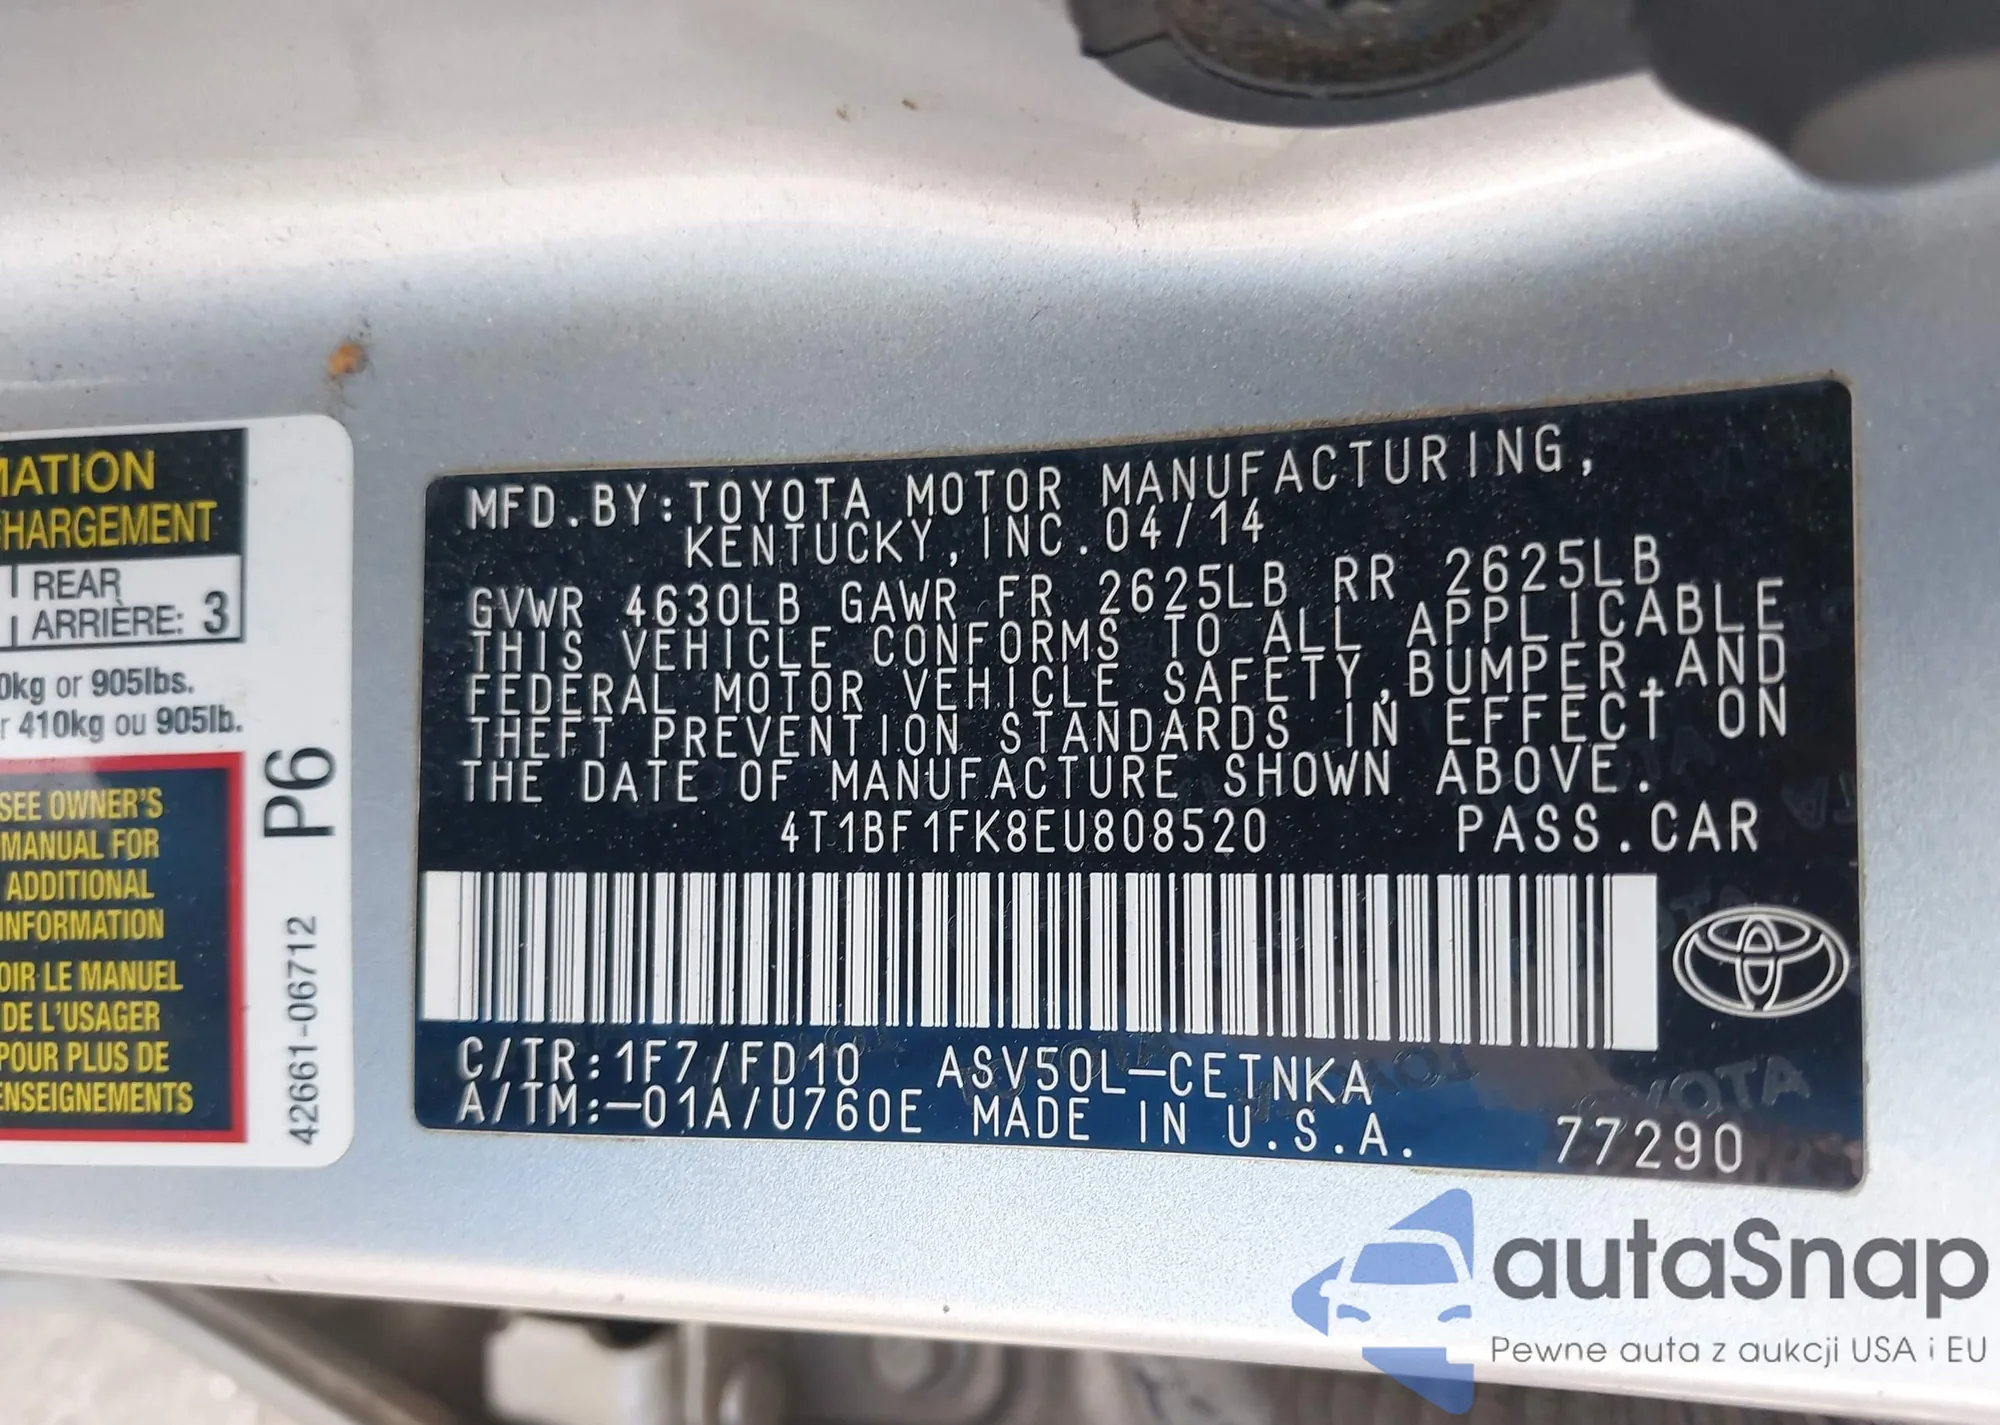 MATION
CHARGEMENT
REAR
ARRIÈRE: 3
0kg or 905lbs.
r 410kg ou 905lb.
SEE OWNER'S
MANUAL FOR
ADDITIONAL
INFORMATION
OIR LE MANUEL
DE L'USAGER
POUR PLUS DE
ENSEIGNEMENTS
P6
42661-06712
MFD.BY:TOYOTA MOTOR MANUFACTURING,
KENTUCKY,INC.04/14
GVWR 4630LB GAWR FR 2625LB RR 2625LB
THIS VEHICLE CONFORMS TO ALL APPLICABLE
FEDERAL MOTOR VEHICLE SAFETY,BUMPER,AND
THEFT PREVENTION STANDARDS IN EFFECT ON
THE DATE OF MANUFACTURE SHOWN ABOVE.
4T1BF1FK8EU808520 PASS.CAR
C/TR:1F7/FD10 ASV50L-CETNKA
A/TM:-01A/U760E MADE IN U.S.A. 77290
autaSnap
Pewne auta z aukcji USA i EU